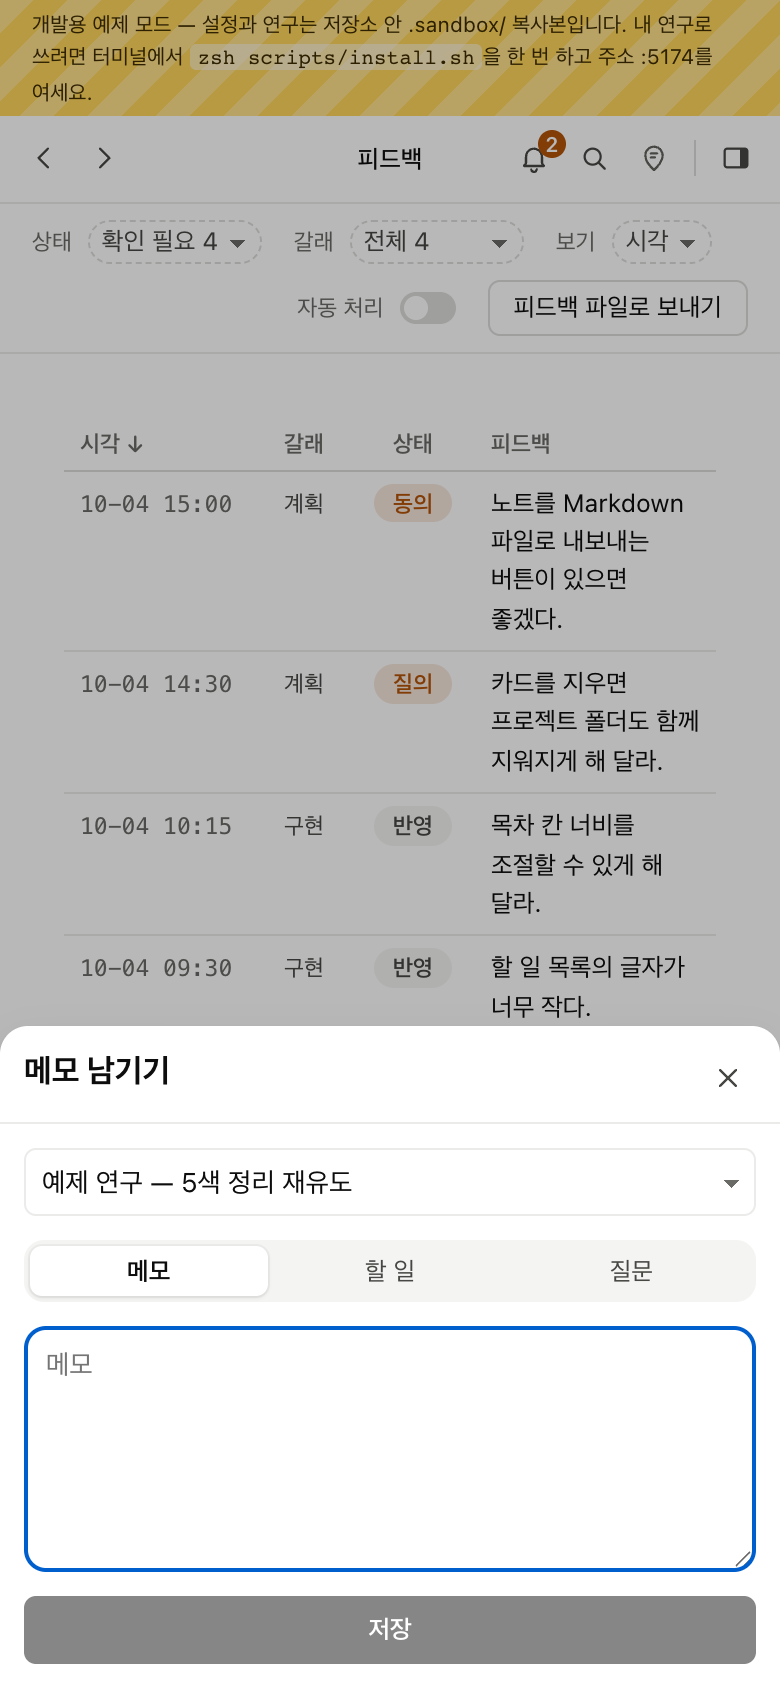 개발용 예제 모드 — 설정과 연구는 저장소 안 .sandbox/ 복사본입니다. 내 연구로
쓰려면 터미널에서 zsh scripts/install.sh 을 한 번 하고 주소 :5174를
여세요.
피드백
2
상태 확인 필요 4 갈래 전체 4 보기 시각
자동 처리 피드백 파일로 보내기
시각 ↓ 갈래 상태 피드백
10-04 15:00 계획 동의 노트를 Markdown
파일로 내보내는
버튼이 있으면
좋겠다.
10-04 14:30 계획 질의 카드를 지우면
프로젝트 폴더도 함께
지워지게 해 달라.
10-04 10:15 구현 반영 목차 칸 너비를
조절할 수 있게 해
달라.
10-04 09:30 구현 반영 할 일 목록의 글자가
너무 작다.
메모 남기기
예제 연구 — 5색 정리 재유도
메모 할 일 질문
메모
저장